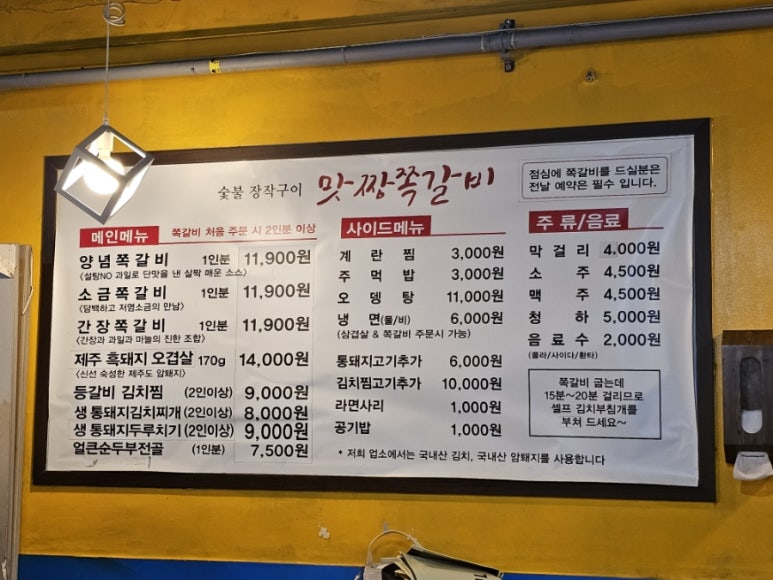 숯불 장작구이 맛짱쪽갈비
점심에 쪽갈비를 드실분은
전날 예약은 필수 입니다.
메인메뉴 쪽갈비 처음 주문 시 2인분 이상
양념쪽갈비 1인분 11,900원
<설탕NO 과일로 단맛을 낸 살짝 매운 소스>
소금쪽갈비 1인분 11,900원
<담백하고 저염소금의 만남>
간장쪽갈비 1인분 11,900원
<간장과 과일과 마늘의 진한 조합>
제주 흑돼지 오겹살 170g 14,000원
<신선 숙성한 제주도 암퇘지>
등갈비 김치찜 (2인이상) 9,000원
생 통돼지김치찌개 (2인이상) 8,000원
생 통돼지두루치기 (2인이상) 9,000원
얼큰순두부전골 (1인분) 7,500원
사이드메뉴
계란찜 3,000원
주먹밥 3,000원
오뎅탕 11,000원
냉면(물/비) 6,000원
(삼겹살 & 쪽갈비 주문시 가능)
통돼지고기추가 6,000원
김치찜고기추가 10,000원
라면사리 1,000원
공기밥 1,000원
* 저희 업소에서는 국내산 김치, 국내산 암퇘지를 사용합니다
주류/음료
막걸리 4.000원
소주 4,500원
맥주 4,500원
청하 5,000원
음료수 2,000원
(콜라/사이다/환타)
쪽갈비 굽는데
15분~20분 걸리므로
셀프 김치부침개를
부쳐 드세요~